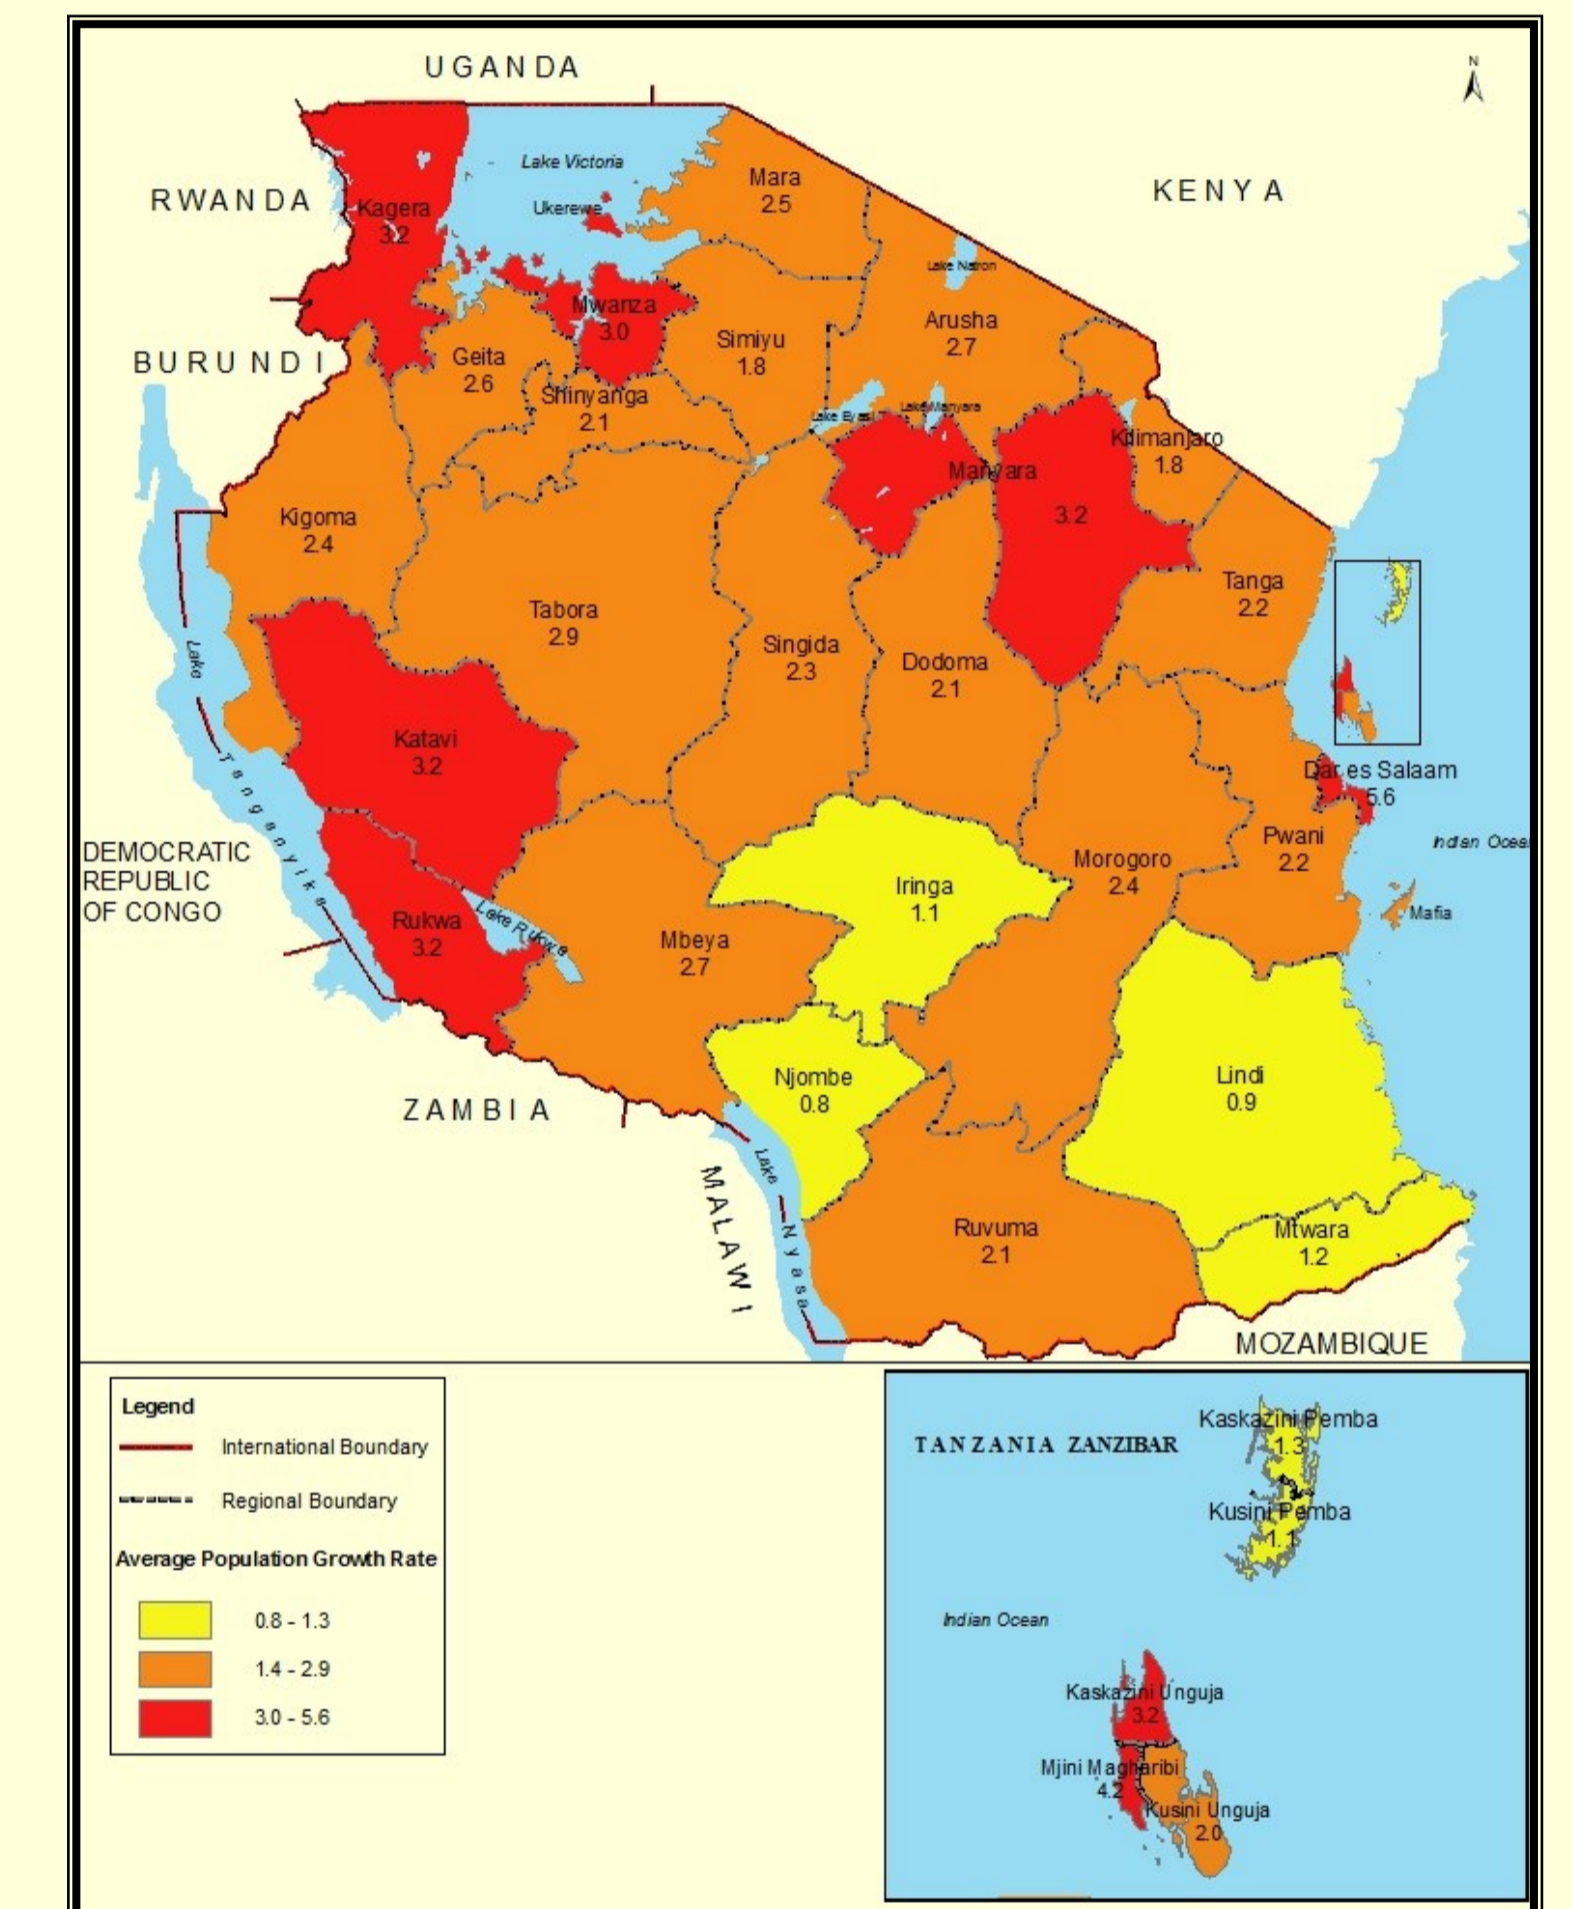 UGANDA
N
RWANDA
KENYA
Lake Victoria
Ukerewe
Mara
2.5
Kagera
3.2
Lake Natron
Mwanza
3.0
Arusha
2.7
Simiyu
1.8
BURUNDI
Geita
2.6
Shinyanga
2.1
Lake Eyasi
Lake Manyara
Kilimanjaro
1.8
Manyara
3.2
Kigoma
2.4
Tabora
2.9
Singida
2.3
Dodoma
2.1
Tanga
2.2
Lake Tanganyika
Katavi
3.2
Dar es Salaam
5.6
Pwani
2.2
Indian Ocea
DEMOCRATIC
REPUBLIC
OF CONGO
Morogoro
2.4
Iringa
1.1
Mafia
Rukwa
3.2
Lake Rukwa
Mbeya
2.7
Njombe
0.8
Lindi
0.9
ZAMBIA
MALAWI
Lake Nyasa
Ruvuma
2.1
Mtwara
1.2
MOZAMBIQUE
Legend
International Boundary
Regional Boundary
Average Population Growth Rate
0.8 - 1.3
1.4 - 2.9
3.0 - 5.6
TANZANIA ZANZIBAR
Kaskazini Pemba
1.3
Kusini Pemba
1.1
Indian Ocean
Kaskazini Unguja
3.2
Mjini Magharibi
4.2
Kusini Unguja
2.0